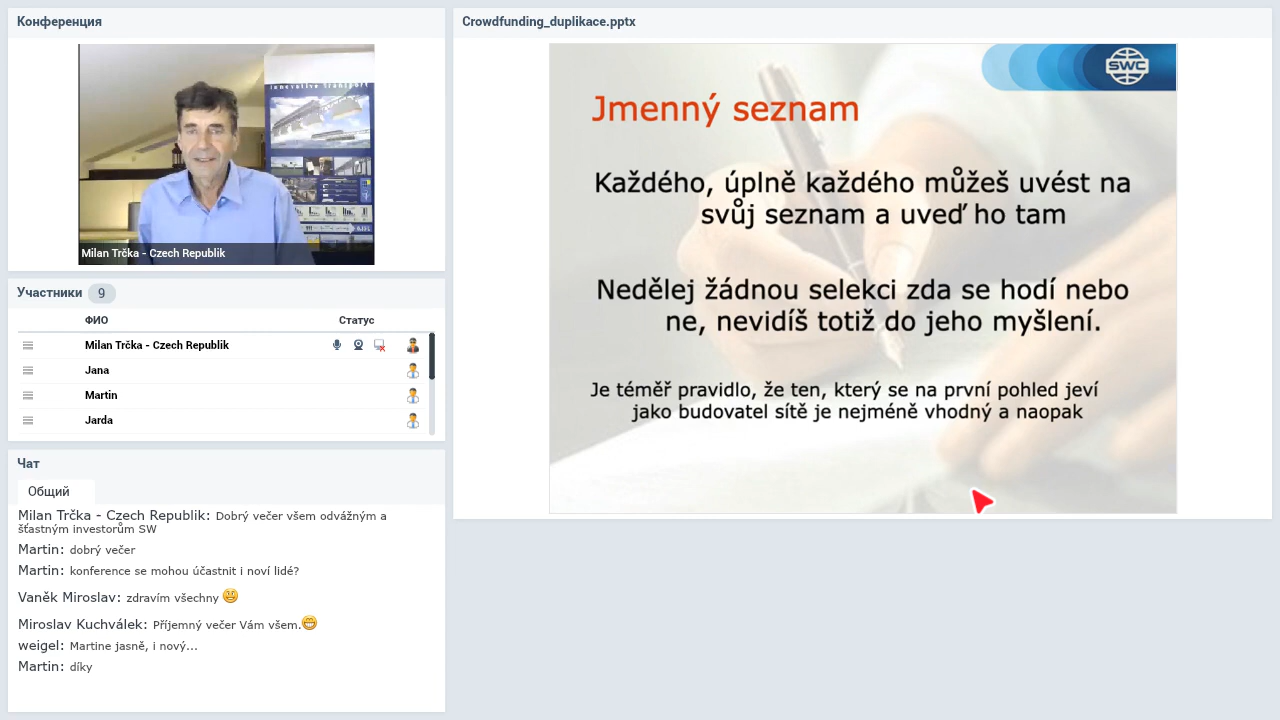 Конференция
innovative transport
Milan Trčka - Czech Republik
Участники 9
ФИО Статус
Milan Trčka - Czech Republik
Jana
Martin
Jarda
Чат
Общий
Milan Trčka - Czech Republik: Dobrý večer všem odvážným a
šťastným investorům SW
Martin: dobrý večer
Martin: konference se mohou účastnit i noví lidé?
Vaněk Miroslav: zdravím všechny
Miroslav Kuchválek: Příjemný večer Vám všem.
weigel: Martine jasně, i nový...
Martin: díky
Crowdfunding_duplikace.pptx
SWC
Jmenný seznam
Každého, úplně každého můžeš uvést na
svůj seznam a uveď ho tam
Nedělej žádnou selekci zda se hodí nebo
ne, nevidíš totiž do jeho myšlení.
Je téměř pravidlo, že ten, který se na první pohled jeví
jako budovatel sítě je nejméně vhodný a naopak